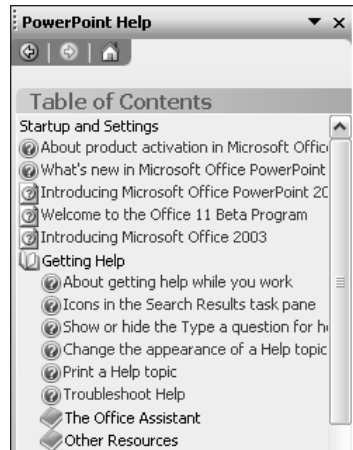 PowerPoint Help
Table of Contents
Startup and Settings
About product activation in Microsoft Offic
What's new in Microsoft Office PowerPoint
Introducing Microsoft Office PowerPoint 20
Welcome to the Office 11 Beta Program
Introducing Microsoft Office 2003
Getting Help
About getting help while you work
Icons in the Search Results task pane
Show or hide the Type a question for h
Change the appearance of a Help topic
Print a Help topic
Troubleshoot Help
The Office Assistant
Other Resources